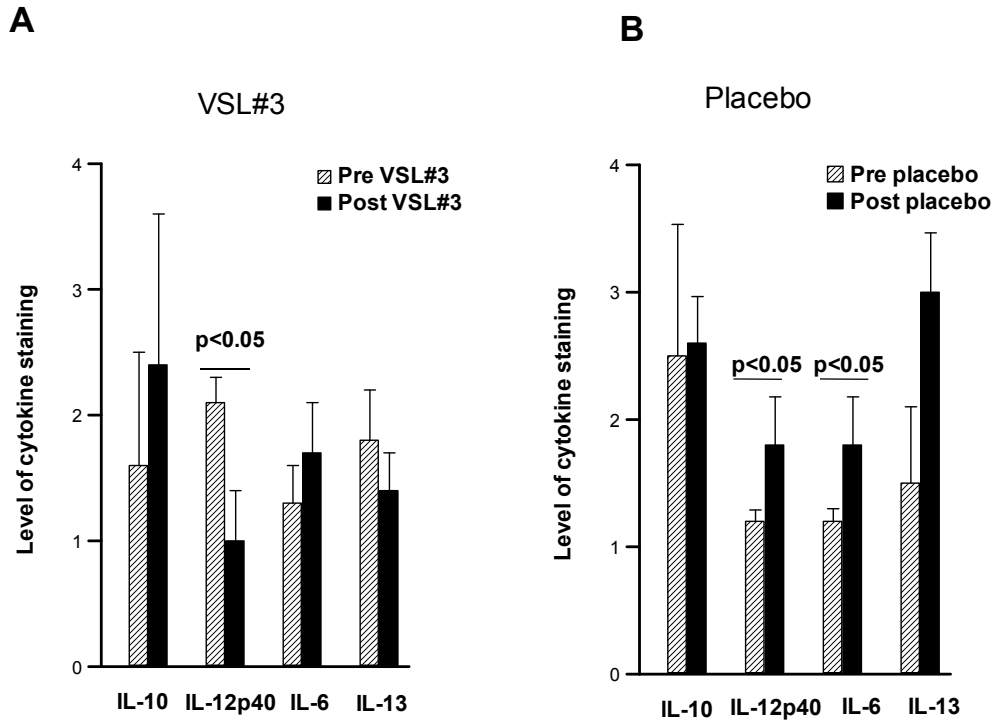 A
VSL#3
Pre VSL#3
Post VSL#3
Level of cytokine staining
4
3
2
1
0
p<0.05
IL-10 IL-12p40 IL-6 IL-13
B
Placebo
Pre placebo
Post placebo
Level of cytokine staining
4
3
2
1
0
p<0.05 p<0.05
IL-10 IL-12p40 IL-6 IL-13